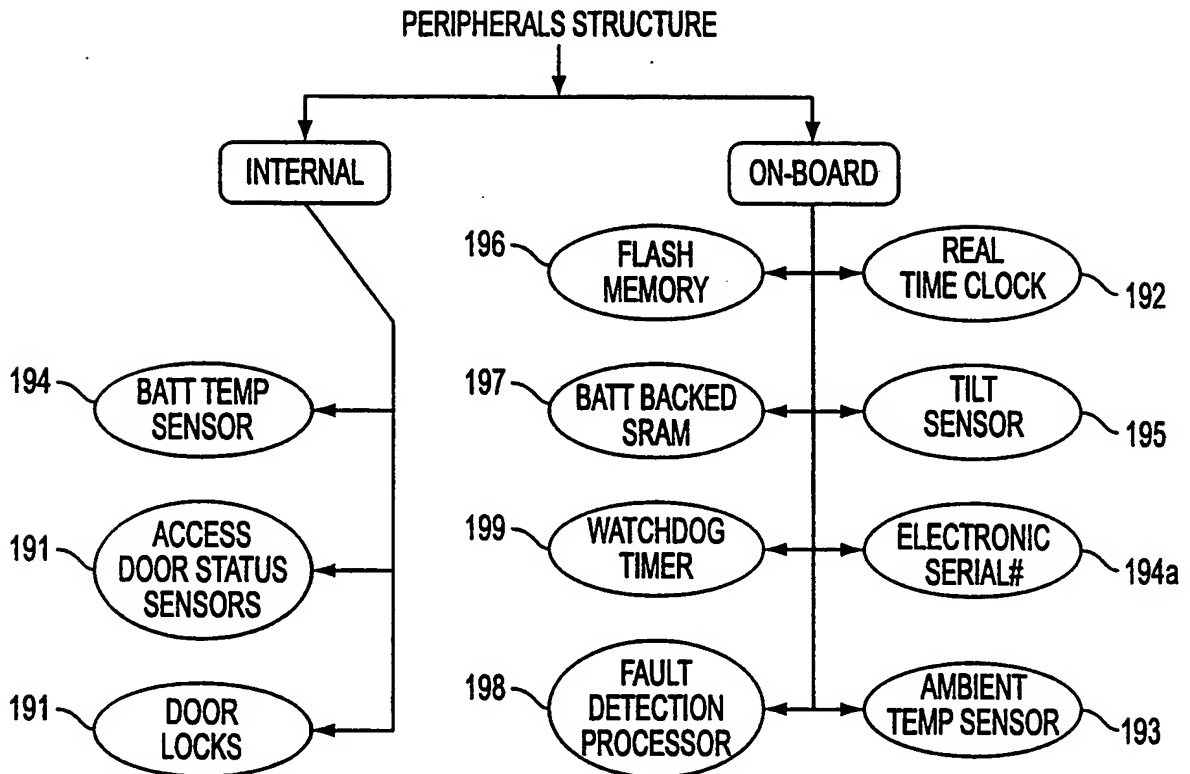 PERIPHERALS STRUCTURE
INTERNAL
ON-BOARD
196
FLASH
MEMORY
REAL
TIME CLOCK
192
194
BATT TEMP
SENSOR
197
BATT BACKED
SRAM
TILT
SENSOR
195
191
ACCESS
DOOR STATUS
SENSORS
199
WATCHDOG
TIMER
ELECTRONIC
SERIAL#
194a
191
DOOR
LOCKS
198
FAULT
DETECTION
PROCESSOR
AMBIENT
TEMP SENSOR
193